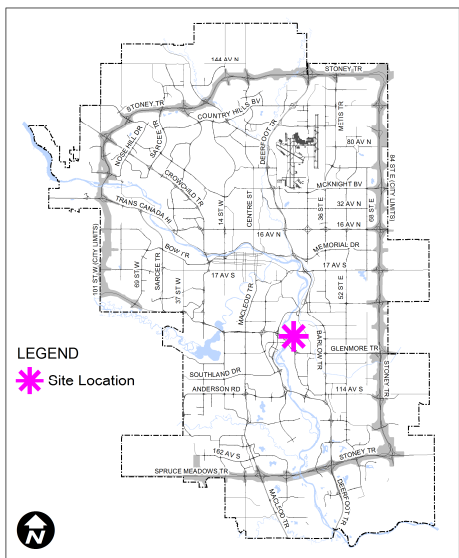 144 AV N
STONEY TR
STONEY TR
COUNTRY HILLS BV
METIS TR
NOSE HILL DR
SARCEE TR
DEERFOOT TR
80 AV N
CROWCHILD TR
MCKNIGHT BV
84 ST E (CITY LIMITS)
TRANS CANADA HI
14 ST W
CENTRE ST
36 ST E
32 AV N
68 ST E
16 AV N
16 AV N
MEMORIAL DR
BOW TR
17 AV S
17 AV S
101 ST W (CITY LIMITS)
69 ST W
SARCEE TR
37 ST W
MACLEOD TR
52 ST E
BARLOW TR
GLENMORE TR
LEGEND
Site Location
SOUTHLAND DR
ANDERSON RD
114 AV S
STONEY TR
162 AV S
STONEY TR
SPRUCE MEADOWS TR
MACLEOD TR
DEERFOOT TR
N